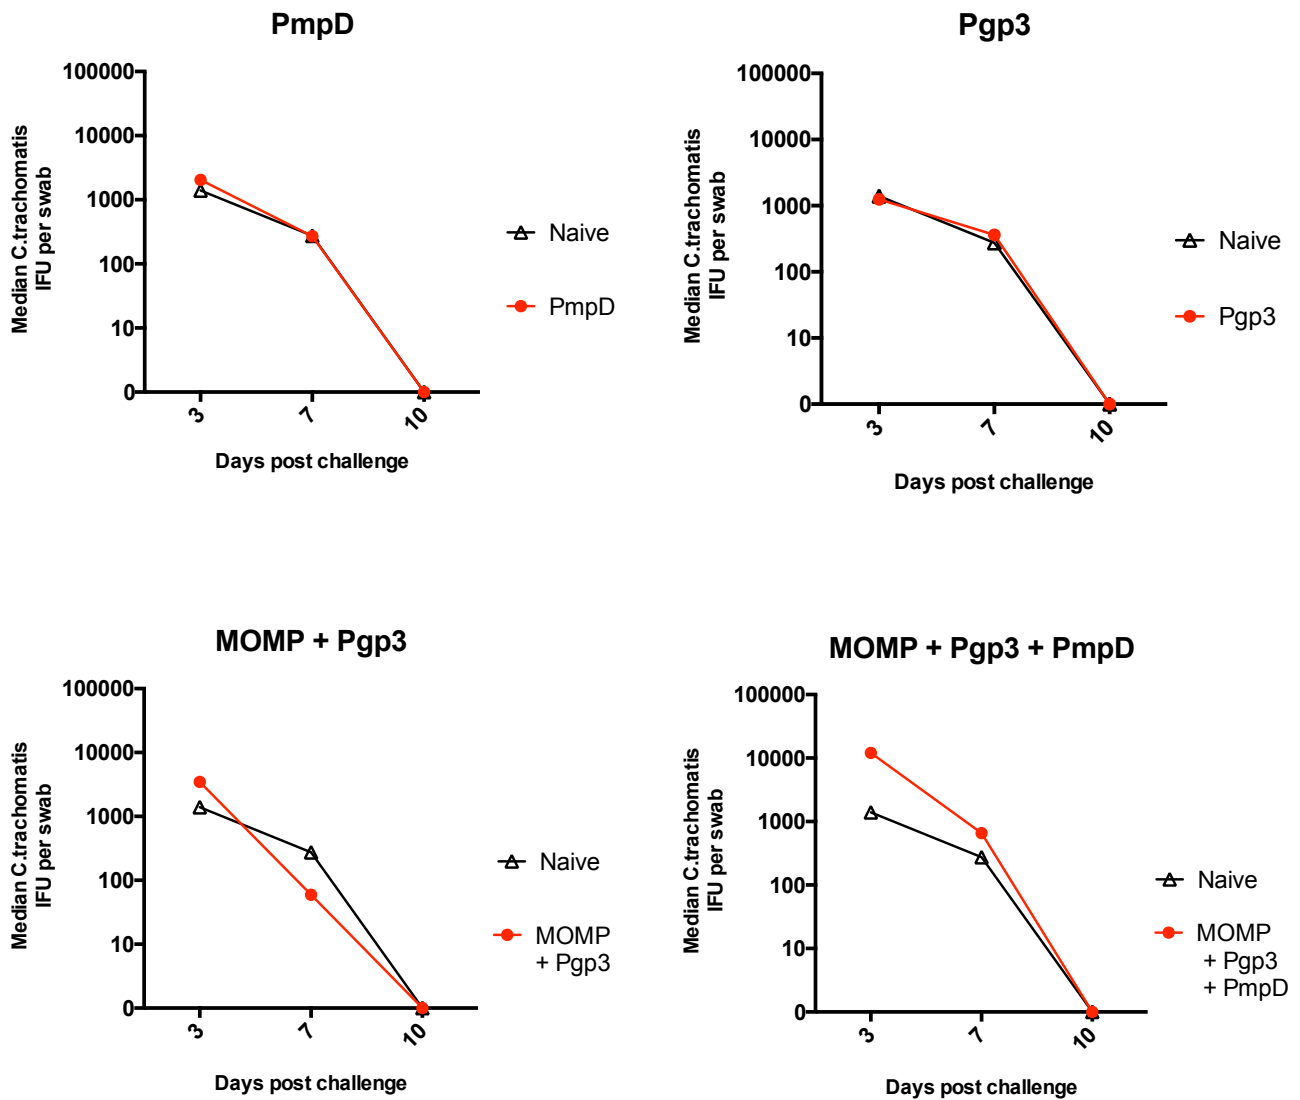 PmpD
Median C.trachomatis
IFU per swab
100000
10000
1000
100
10
0
3
7
10
Days post challenge
Naive
PmpD
Pgp3
Median C.trachomatis
IFU per swab
100000
10000
1000
100
10
0
3
7
10
Days post challenge
Naive
Pgp3
MOMP + Pgp3
Median C.trachomatis
IFU per swab
100000
10000
1000
100
10
0
3
7
10
Days post challenge
Naive
MOMP
+ Pgp3
MOMP + Pgp3 + PmpD
Median C.trachomatis
IFU per swab
100000
10000
1000
100
10
0
3
7
10
Days post challenge
Naive
MOMP
+ Pgp3
+ PmpD